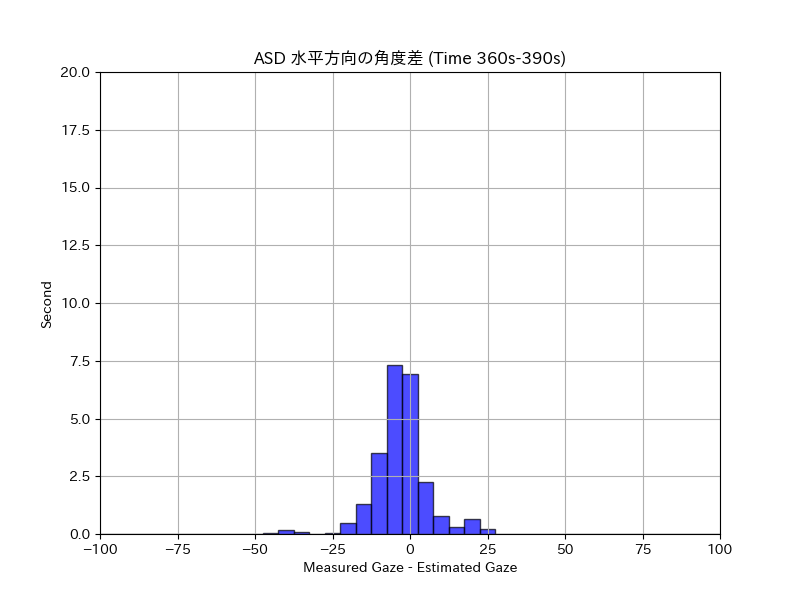 ASD 水平方向の角度差 (Time 360s-390s)
20.0
17.5
15.0
12.5
10.0
7.5
5.0
2.5
0.0
Second
−100 −75 −50 −25 0 25 50 75 100
Measured Gaze - Estimated Gaze